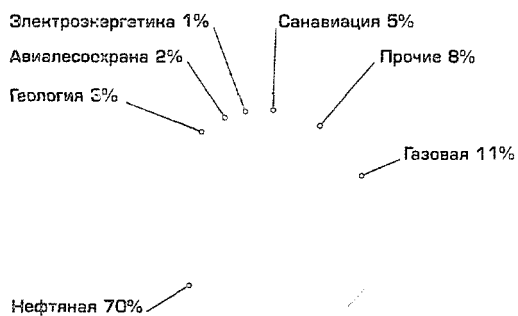 Электроэнергетика 1%
Санавиация 5%
Авиалесоохрана 2%
Прочие 8%
Геология 3%
Газовая 11%
Нефтяная 70%